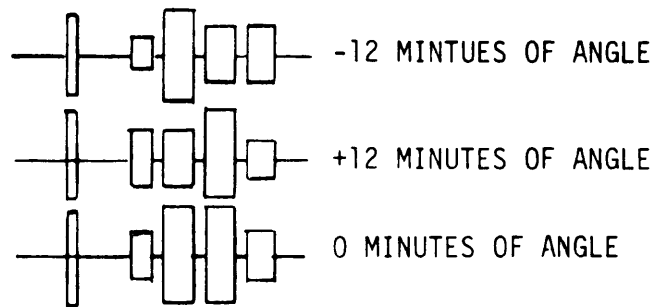 -12 MINTUES OF ANGLE
+12 MINUTES OF ANGLE
0 MINUTES OF ANGLE